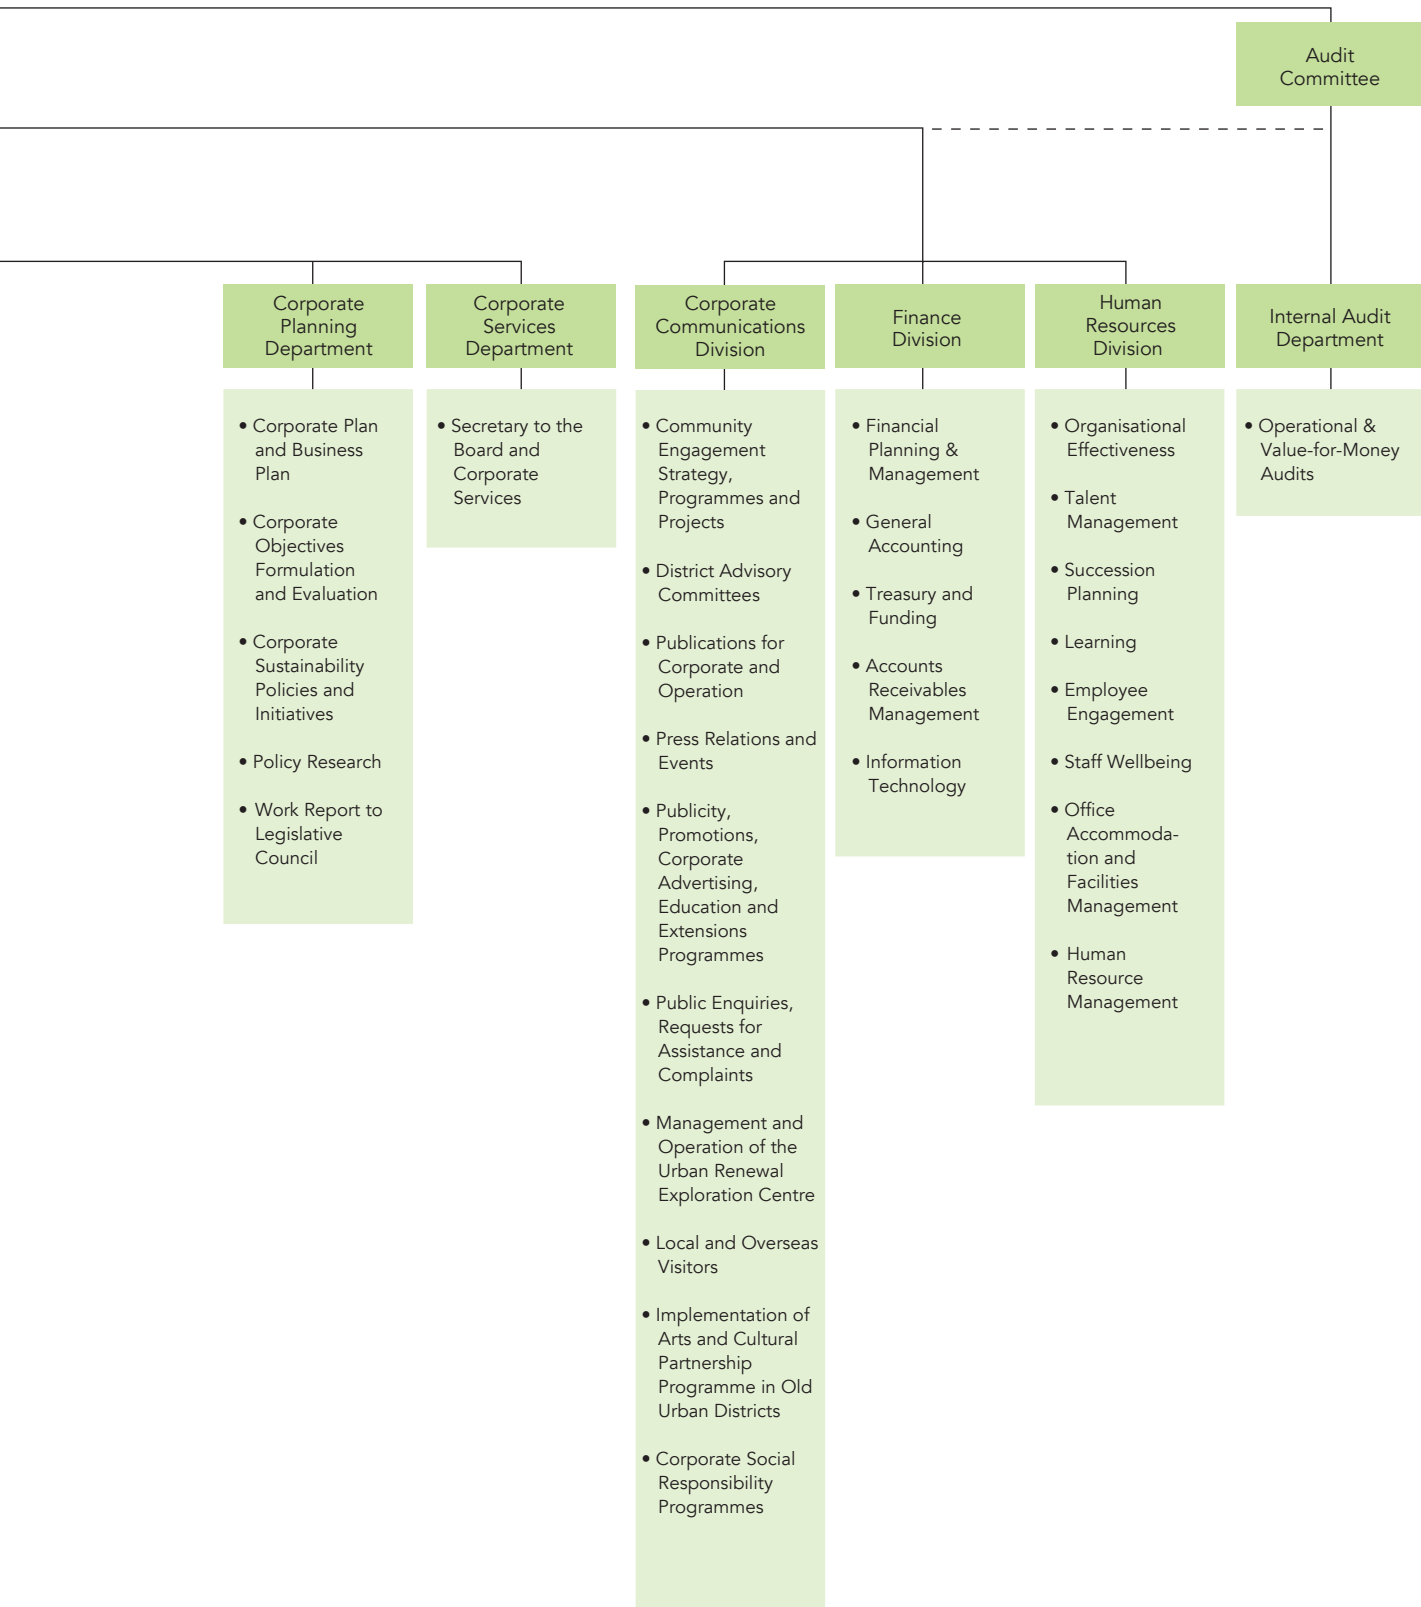 Audit
Committee
Corporate
Planning
Department
Corporate
Services
Department
Corporate
Communications
Division
Finance
Division
Human
Resources
Division
Internal Audit
Department
• Corporate Plan
and Business
Plan
• Corporate
Objectives
Formulation
and Evaluation
• Corporate
Sustainability
Policies and
Initiatives
• Policy Research
• Work Report to
Legislative
Council
• Secretary to the
Board and
Corporate
Services
• Community
Engagement
Strategy,
Programmes and
Projects
• District Advisory
Committees
• Publications for
Corporate and
Operation
• Press Relations and
Events
• Publicity,
Promotions,
Corporate
Advertising,
Education and
Extensions
Programmes
• Public Enquiries,
Requests for
Assistance and
Complaints
• Management and
Operation of the
Urban Renewal
Exploration Centre
• Local and Overseas
Visitors
• Implementation of
Arts and Cultural
Partnership
Programme in Old
Urban Districts
• Corporate Social
Responsibility
Programmes
• Financial
Planning &
Management
• General
Accounting
• Treasury and
Funding
• Accounts
Receivables
Management
• Information
Technology
• Organisational
Effectiveness
• Talent
Management
• Succession
Planning
• Learning
• Employee
Engagement
• Staff Wellbeing
• Office
Accommoda-
tion and
Facilities
Management
• Human
Resource
Management
• Operational &
Value-for-Money
Audits